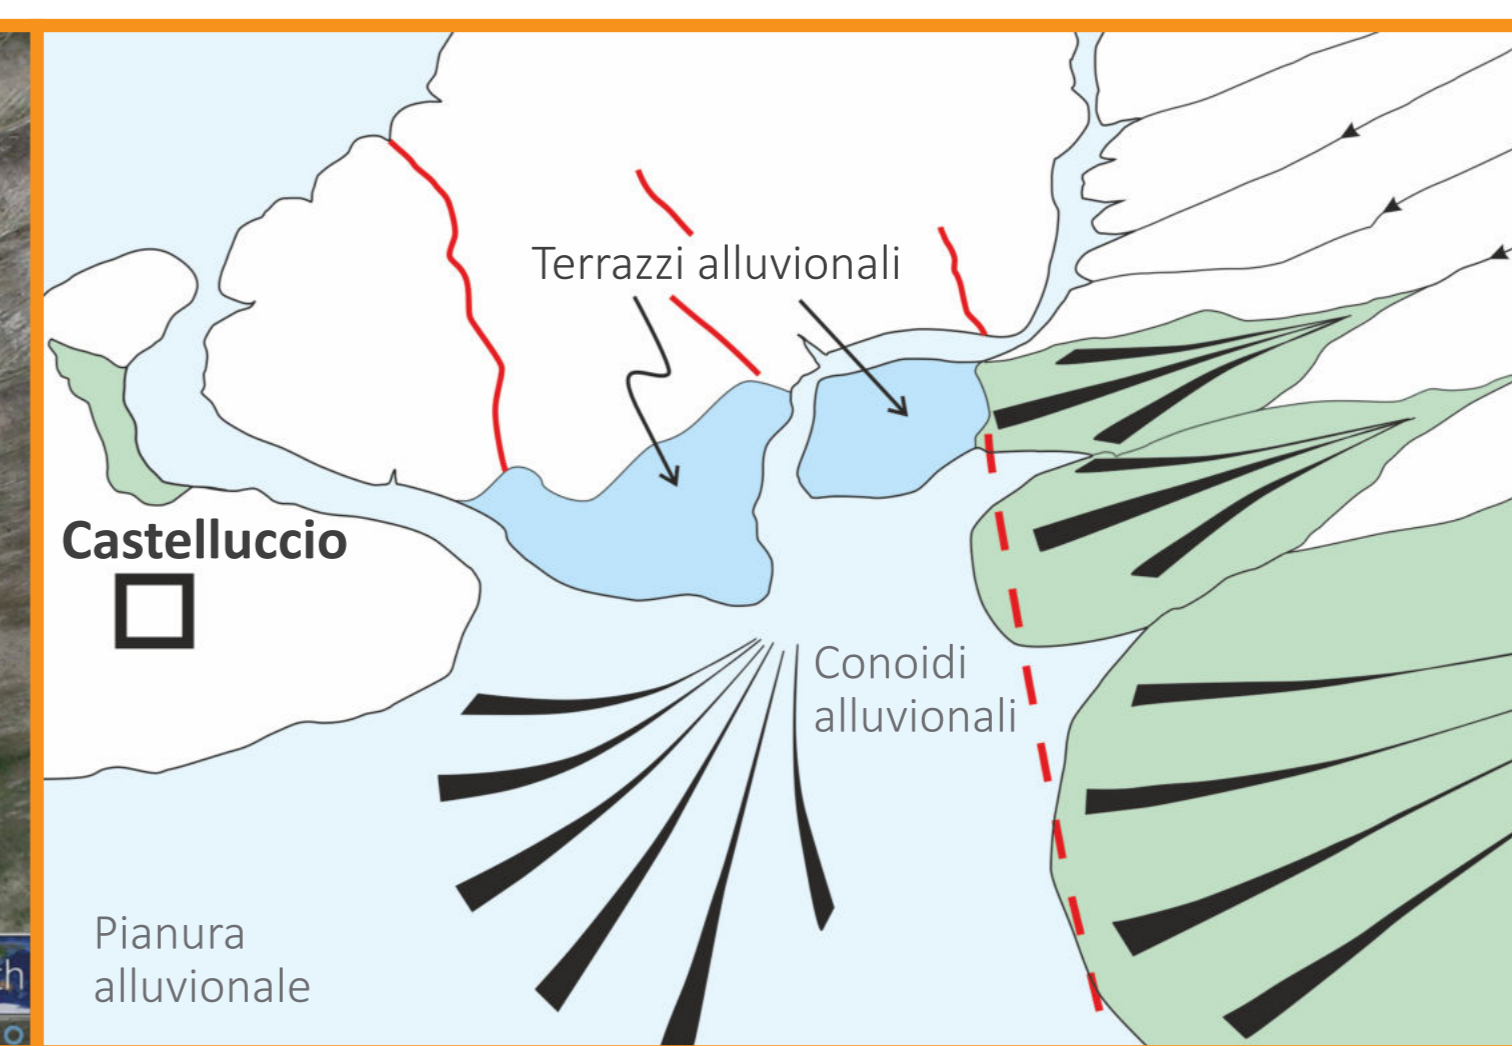 Terrazzi alluvionali
Castelluccio
Conoidi
alluvionali
Pianura
alluvionale